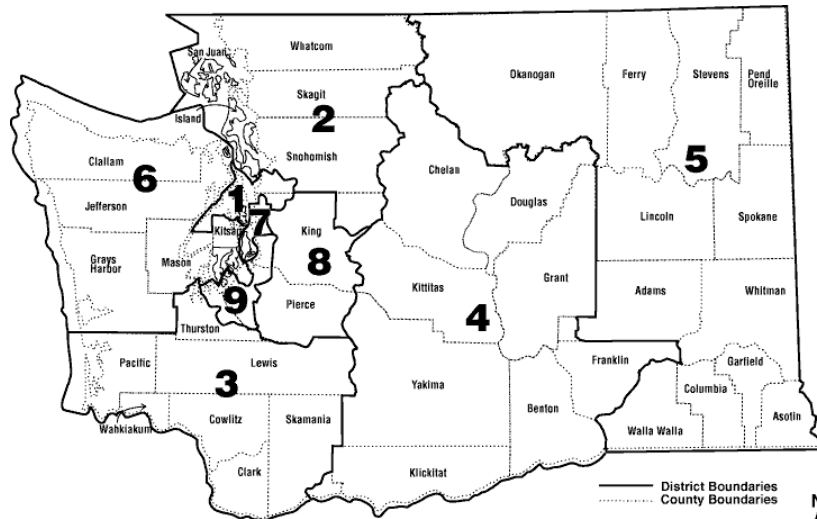 Whatcom
San Juan
Okanogan
Ferry
Stevens
Pend
Oreille
Skagit
Island
2
Snohomish
Clallam
6
5
Chelan
Jefferson
1
Douglas
7
Kitsap
King
Lincoln
Spokane
Grays
Harbor
Mason
8
Grant
Kittitas
Adams
Whitman
9
Pierce
4
Thurston
Pacific
Lewis
3
Franklin
Garfield
Yakima
Columbia
Benton
Cowlitz
Skamania
Asotin
Wahkiakum
Walla Walla
Clark
Klickitat
District Boundaries
County Boundaries
N